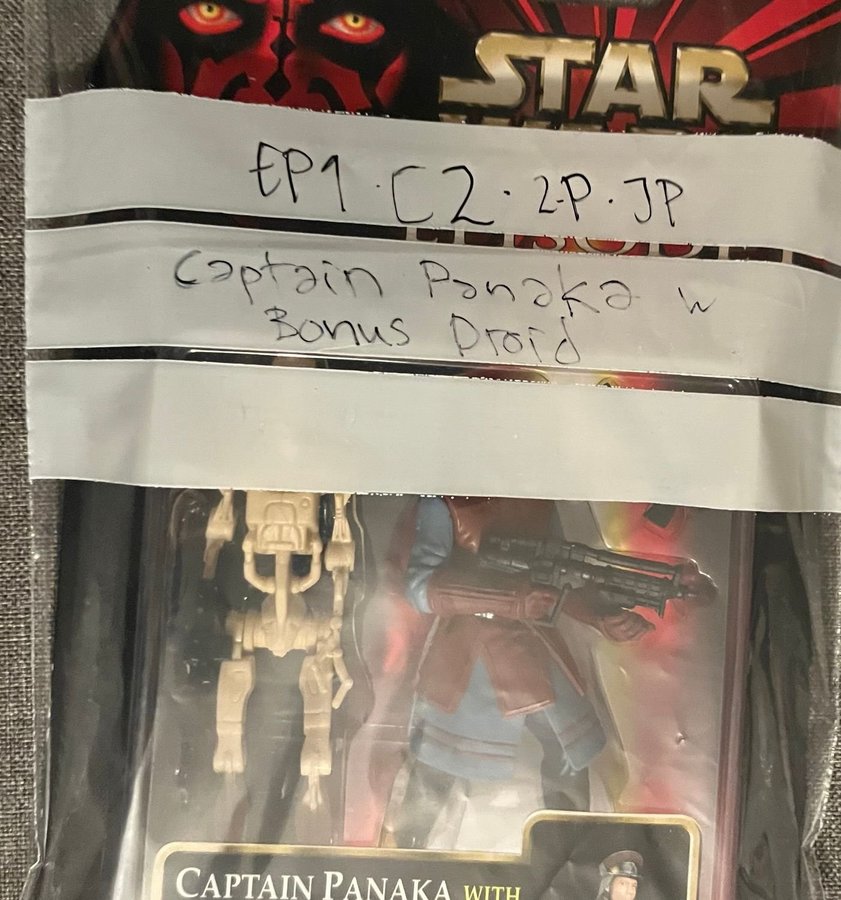 STAR
EP1 · C2 · 2-P · JP
Captain Panaka w
Bonus Droid
CAPTAIN PANAKA WITH